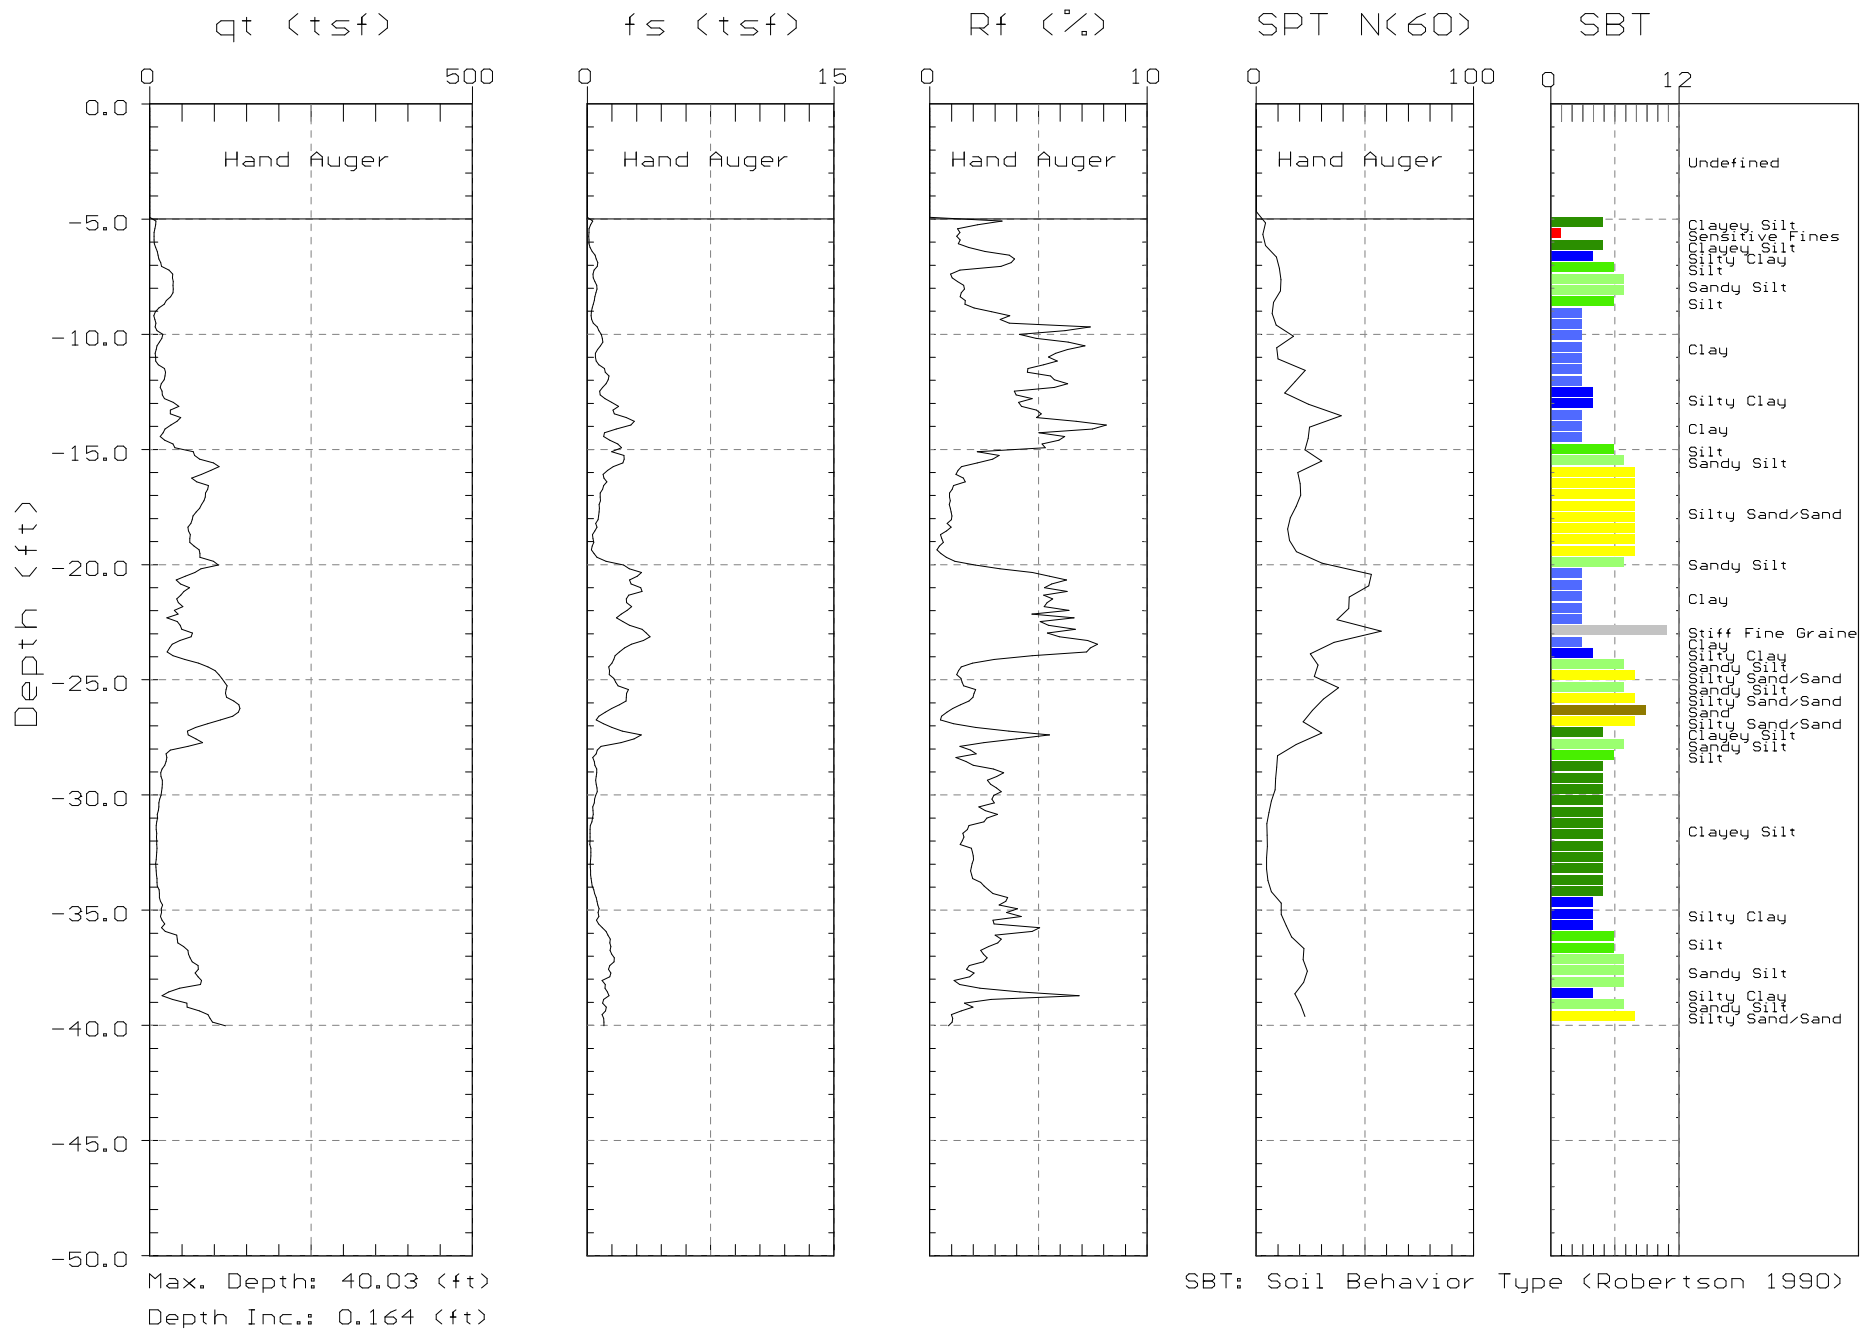 qt (tsf) fs (tsf) Rf (%) SPT N(60) SBT
0 500 0 15 0 10 0 100 0 12
0.0
Hand Auger Hand Auger Hand Auger Hand Auger Undefined
-5.0
Clayey Silt
Sensitive Fines
Clayey Silt
Silty Clay
Silt
Sandy Silt
Silt
-10.0
Clay
Silty Clay
Clay
-15.0
Silt
Sandy Silt
Silty Sand/Sand
-20.0
Sandy Silt
Clay
Stiff Fine Graine
Clay
Silty Clay
Sandy Silt
-25.0
Silty Sand/Sand
Sandy Silt
Silty Sand/Sand
Sand
Silty Sand/Sand
Clayey Silt
Sandy Silt
Silt
-30.0
Clayey Silt
-35.0
Silty Clay
Silt
Sandy Silt
Silty Clay
Sandy Silt
Silty Sand/Sand
-40.0
-45.0
-50.0
Depth (ft)
Max. Depth: 40.03 (ft) SBT: Soil Behavior Type (Robertson 1990)
Depth Inc.: 0.164 (ft)